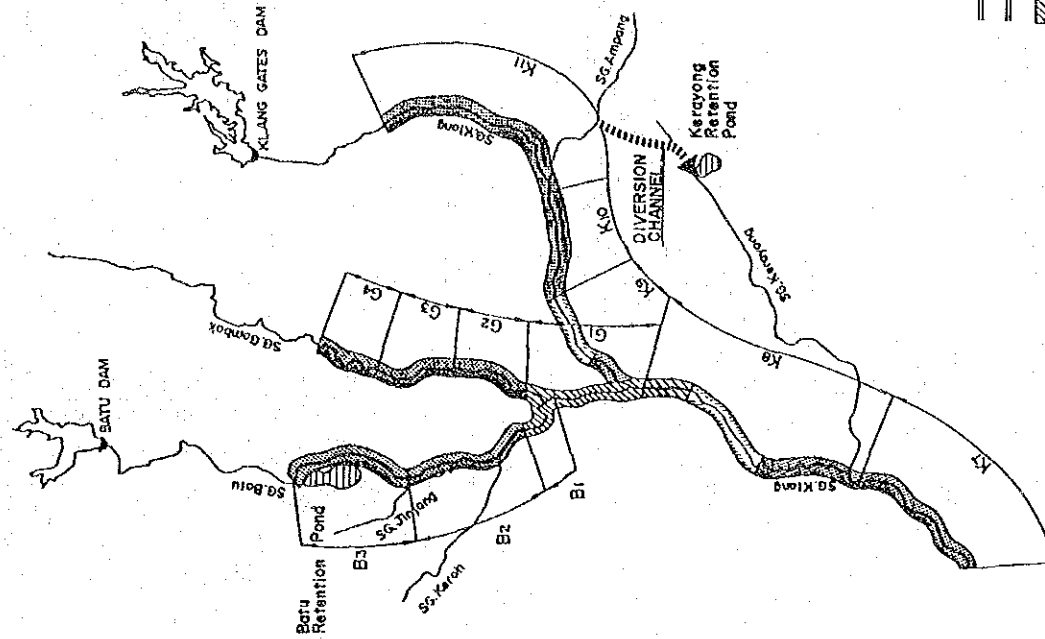 KLANG GATES DAM
BATU DAM
SG.Gombak
SG.Batu
SG.Klang
K11
SG.Ampang
Kerayong
Retention
Pond
DIVERSION
CHANNEL
K10
K9
SG.Kerayong
K8
K7
G4
G3
G2
G1
Batu
Retention Pond
B3
SG.Jinjang
B2
B1
SG.Keroh
SG.Klang